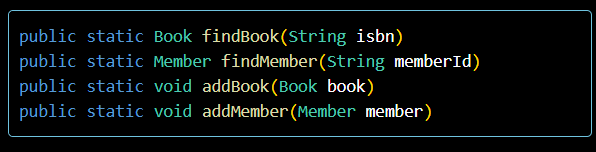 public static Book findBook(String isbn)
public static Member findMember(String memberId)
public static void addBook(Book book)
public static void addMember(Member member)